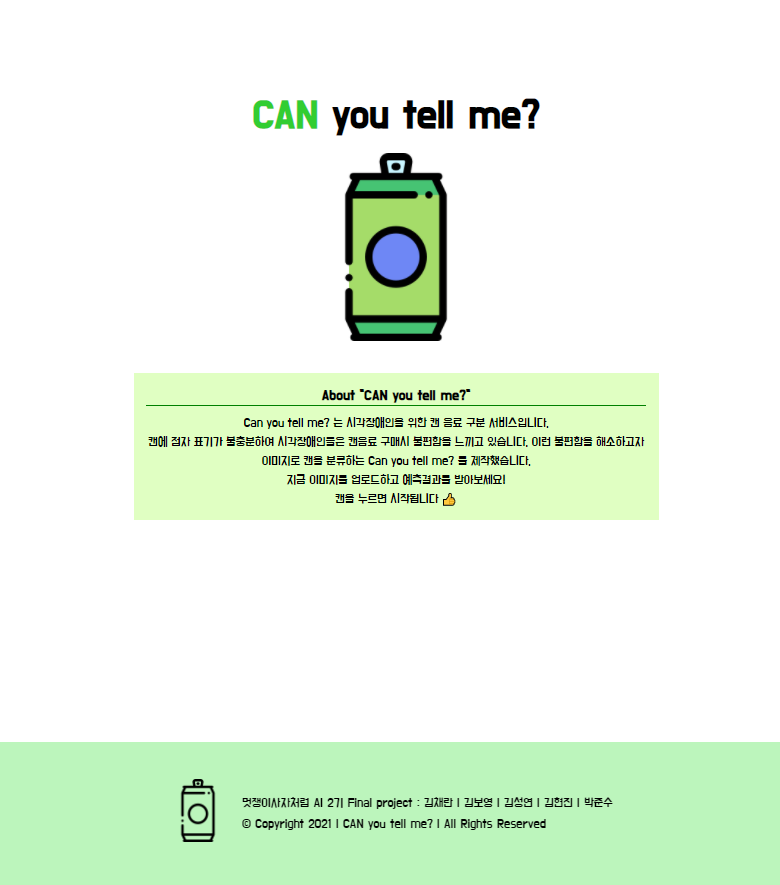 CAN you tell me?
About "CAN you tell me?"
Can you tell me? 는 시각장애인을 위한 캔 음료 구분 서비스입니다.
캔에 점자 표기가 불충분하여 시각장애인들은 캔음료 구매시 불편함을 느끼고 있습니다. 이런 불편함을 해소하고자
이미지로 캔을 분류하는 Can you tell me? 를 제작했습니다.
지금 이미지를 업로드하고 예측결과를 받아보세요!
캔을 누르면 시작됩니다 👍
멋쟁이사자처럼 AI 2기 Final project : 김채란 | 김보영 | 김성연 | 김현진 | 박준수
© Copyright 2021 | CAN you tell me? | All Rights Reserved